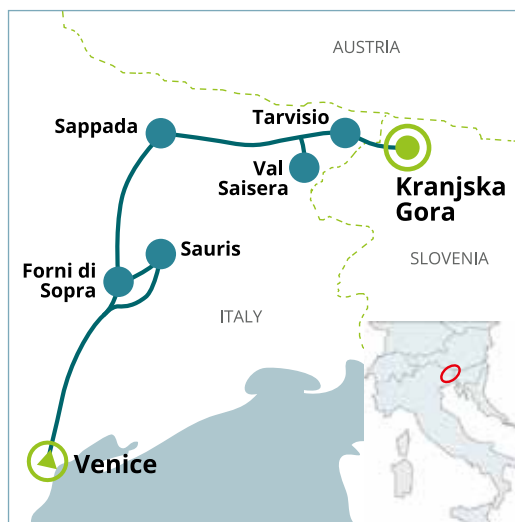 AUSTRIA
Tarvisio
Sappada
Val
Saisera
Kranjska
Gora
Sauris
SLOVENIA
Forni di
Sopra
ITALY
Venice